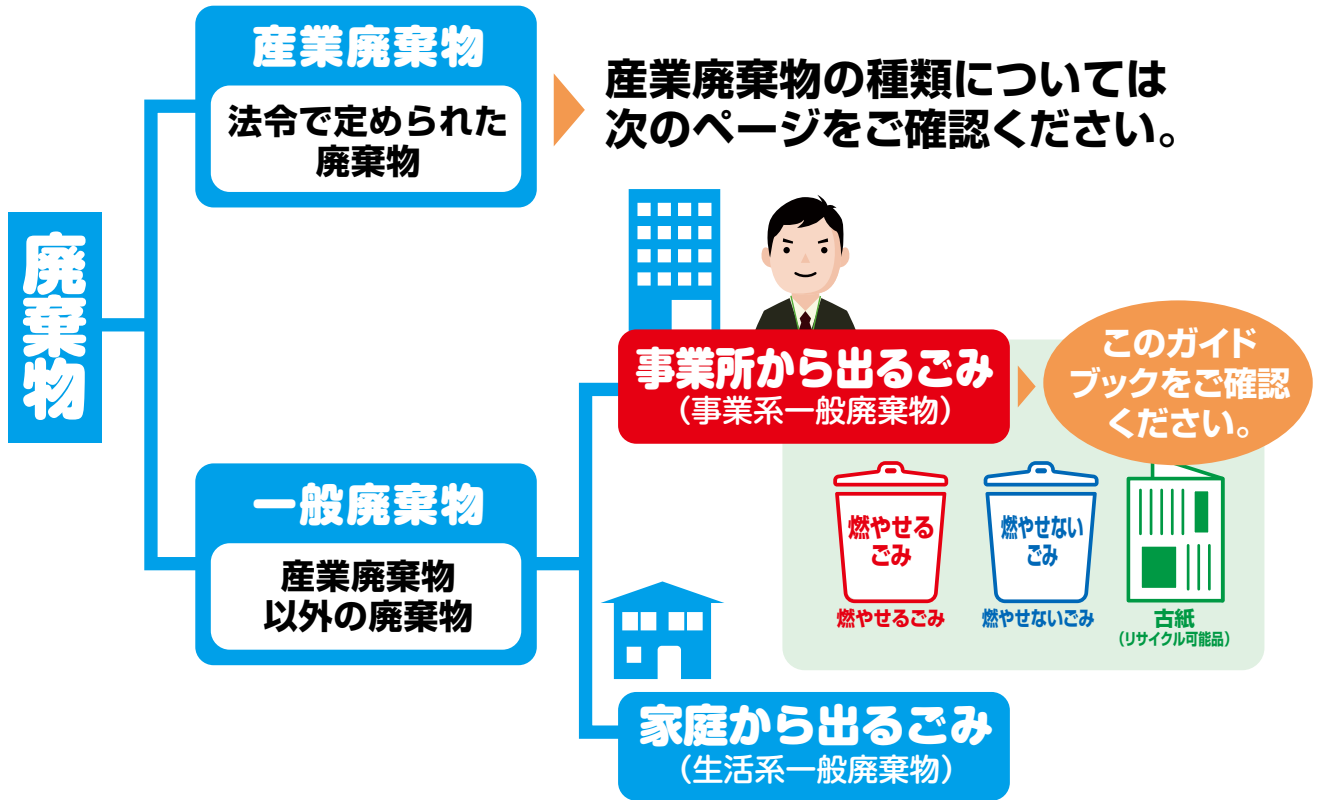 廃棄物
産業廃棄物
法令で定められた
廃棄物
産業廃棄物の種類については
次のページをご確認ください。
一般廃棄物
産業廃棄物
以外の廃棄物
事業所から出るごみ
（事業系一般廃棄物）
このガイド
ブックをご確認
ください。
燃やせる
ごみ
燃やせるごみ
燃やせない
ごみ
燃やせないごみ
古紙
（リサイクル可能品）
家庭から出るごみ
（生活系一般廃棄物）